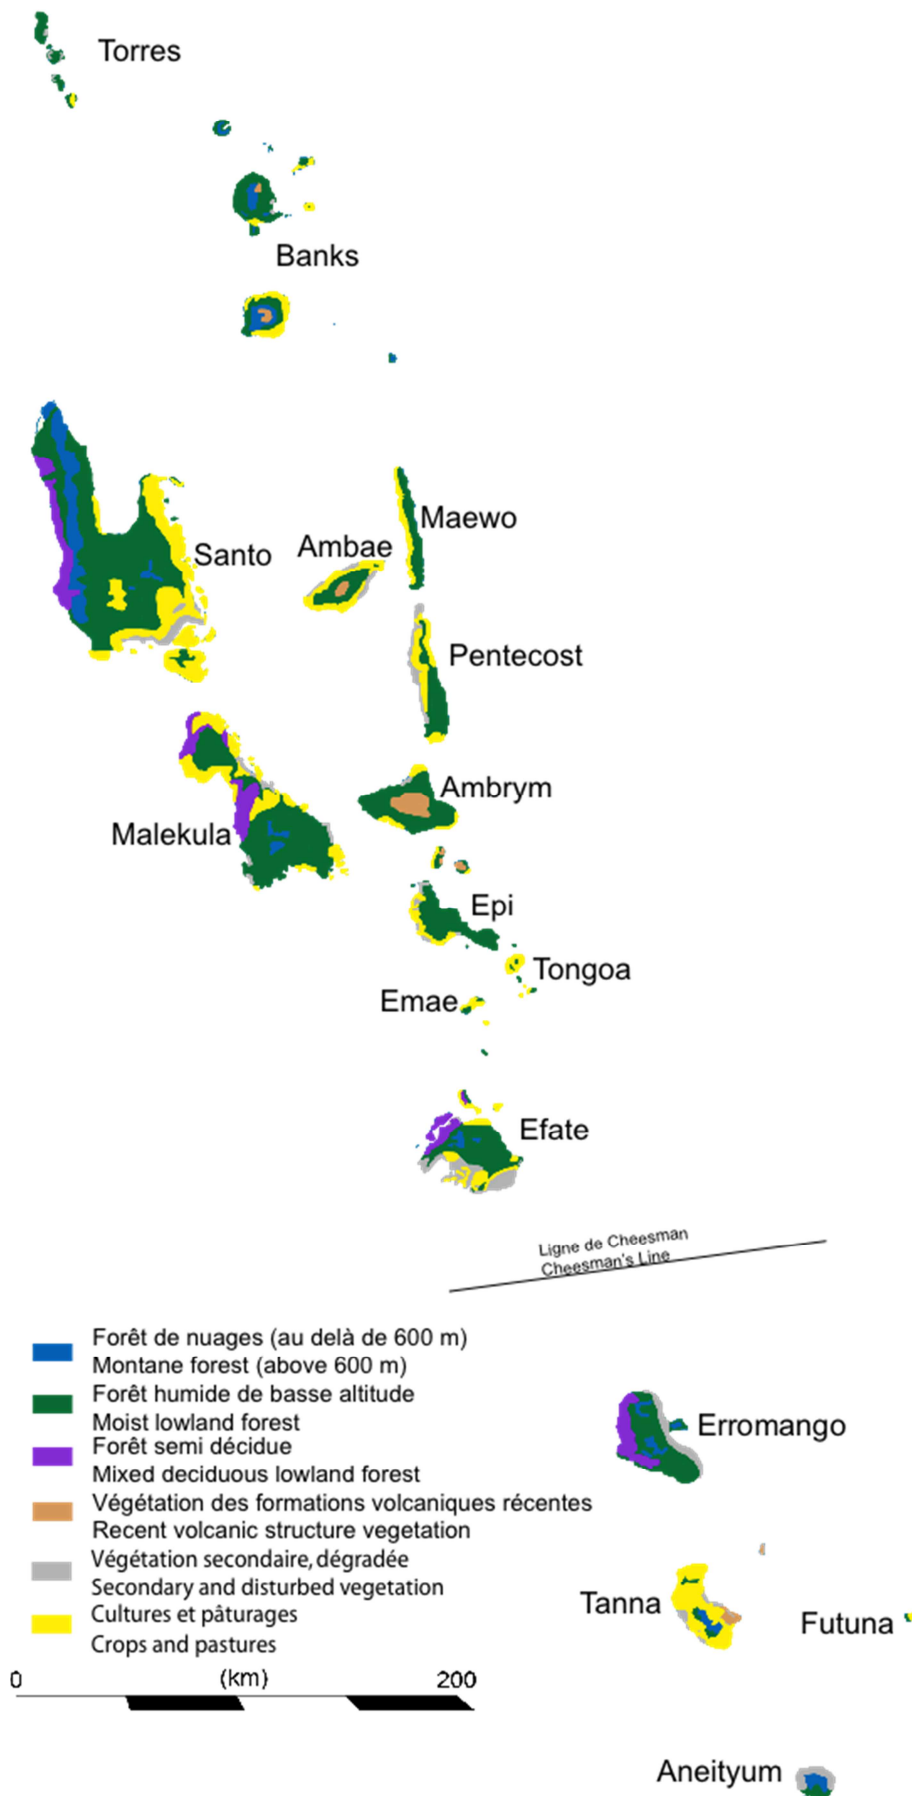 Torres
Banks
Maewo
Santo
Ambae
Pentecost
Ambrym
Malekula
Epi
Tongoa
Emae
Efate
Ligne de Cheesman
Cheesman's Line
Forêt de nuages (au delà de 600 m)
Montane forest (above 600 m)
Forêt humide de basse altitude
Moist lowland forest
Forêt semi décidue
Mixed deciduous lowland forest
Végétation des formations volcaniques récentes
Recent volcanic structure vegetation
Végétation secondaire, dégradée
Secondary and disturbed vegetation
Cultures et pâturages
Crops and pastures
0 (km) 200
Erromango
Tanna
Futuna
Aneityum